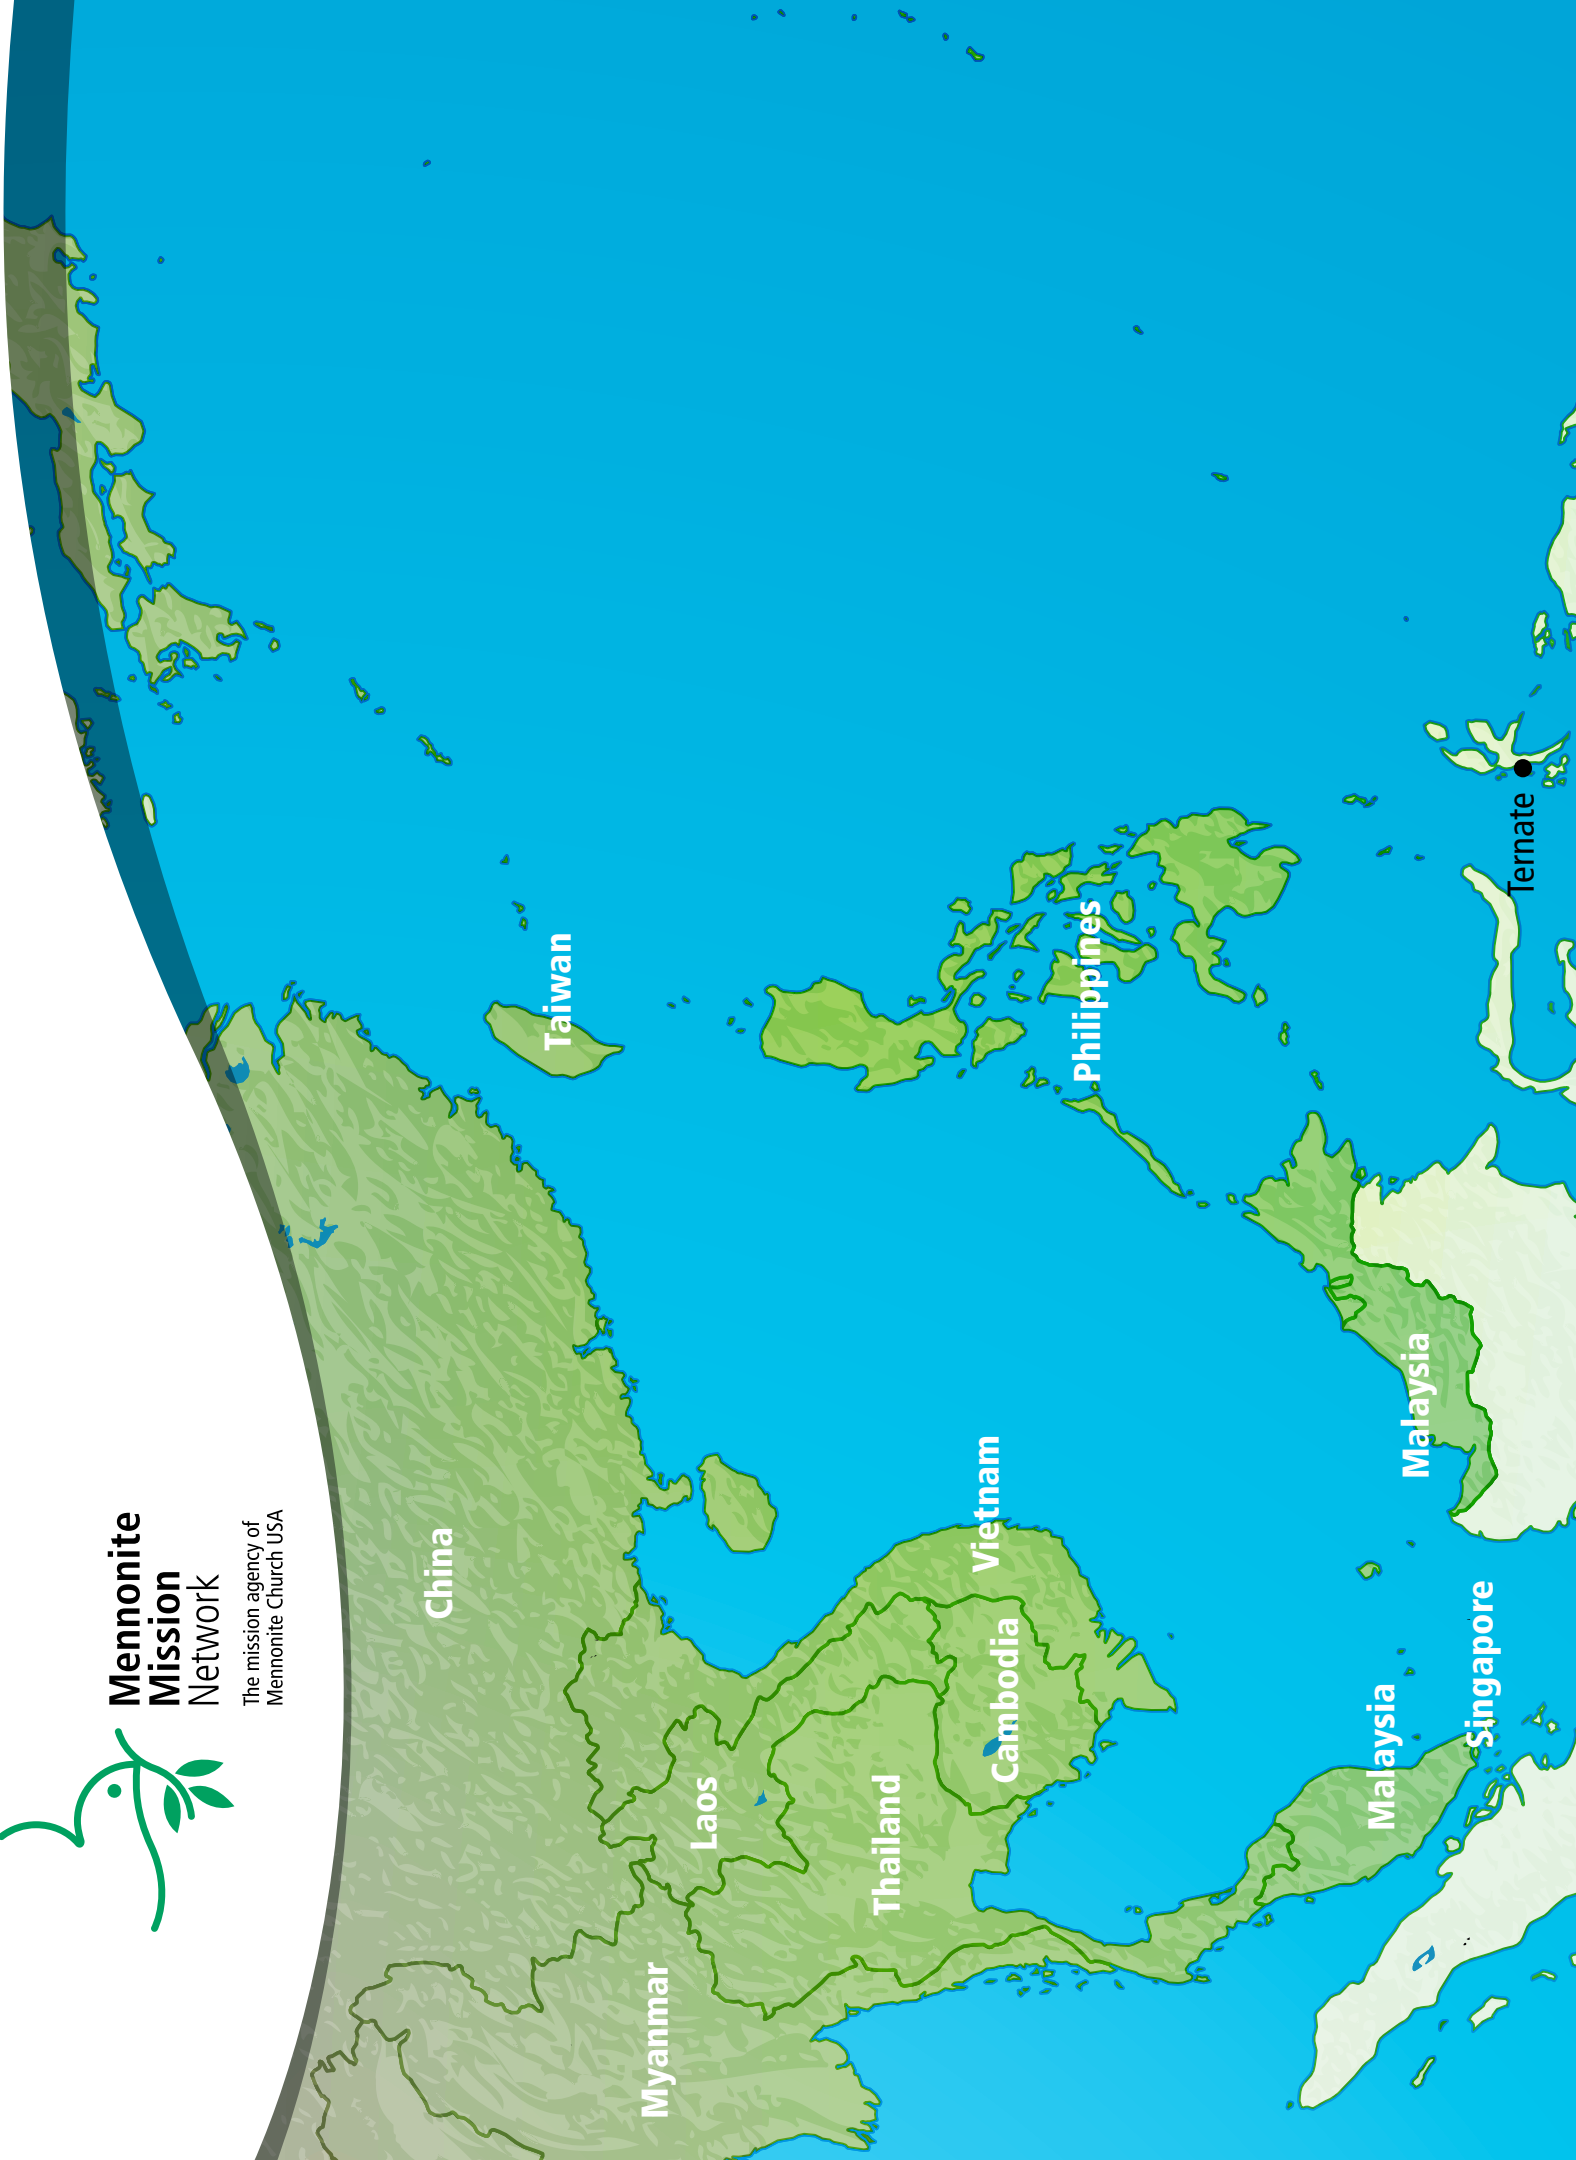 Mennonite
Mission
Network
The mission agency of
Mennonite Church USA
China
Taiwan
Myanmar
Laos
Thailand
Vietnam
Cambodia
Philippines
Malaysia
Malaysia
Singapore
Ternate